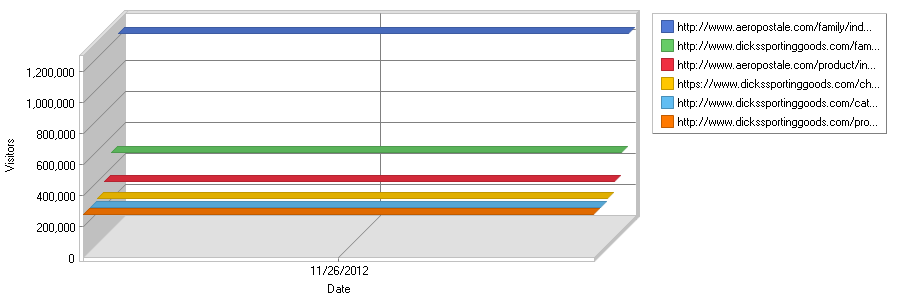 1,200,000
1,000,000
800,000
600,000
400,000
200,000
0
Visitors
11/26/2012
Date
http://www.aeropostale.com/family/ind...
http://www.dickssportinggoods.com/fam...
http://www.aeropostale.com/product/in...
https://www.dickssportinggoods.com/ch...
http://www.dickssportinggoods.com/cat...
http://www.dickssportinggoods.com/pro...